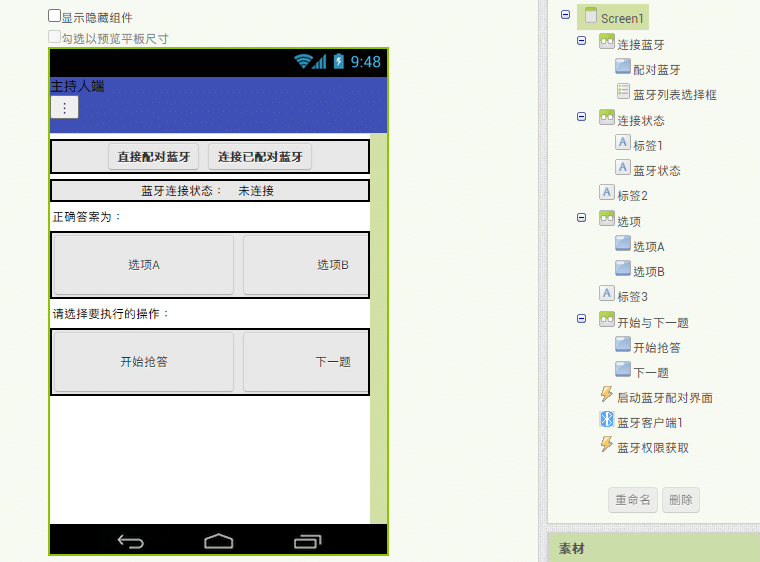 显示隐藏组件
勾选以预览平板尺寸
9:48
主持人端
⋮
直接配对蓝牙 连接已配对蓝牙
蓝牙连接状态： 未连接
正确答案为：
选项A 选项B
请选择要执行的操作：
开始抢答 下一题
Screen1
连接蓝牙
配对蓝牙
蓝牙列表选择框
连接状态
A 标签1
A 蓝牙状态
A 标签2
选项
选项A
选项B
A 标签3
开始与下一题
开始抢答
下一题
启动蓝牙配对界面
蓝牙客户端1
蓝牙权限获取
重命名 删除
素材